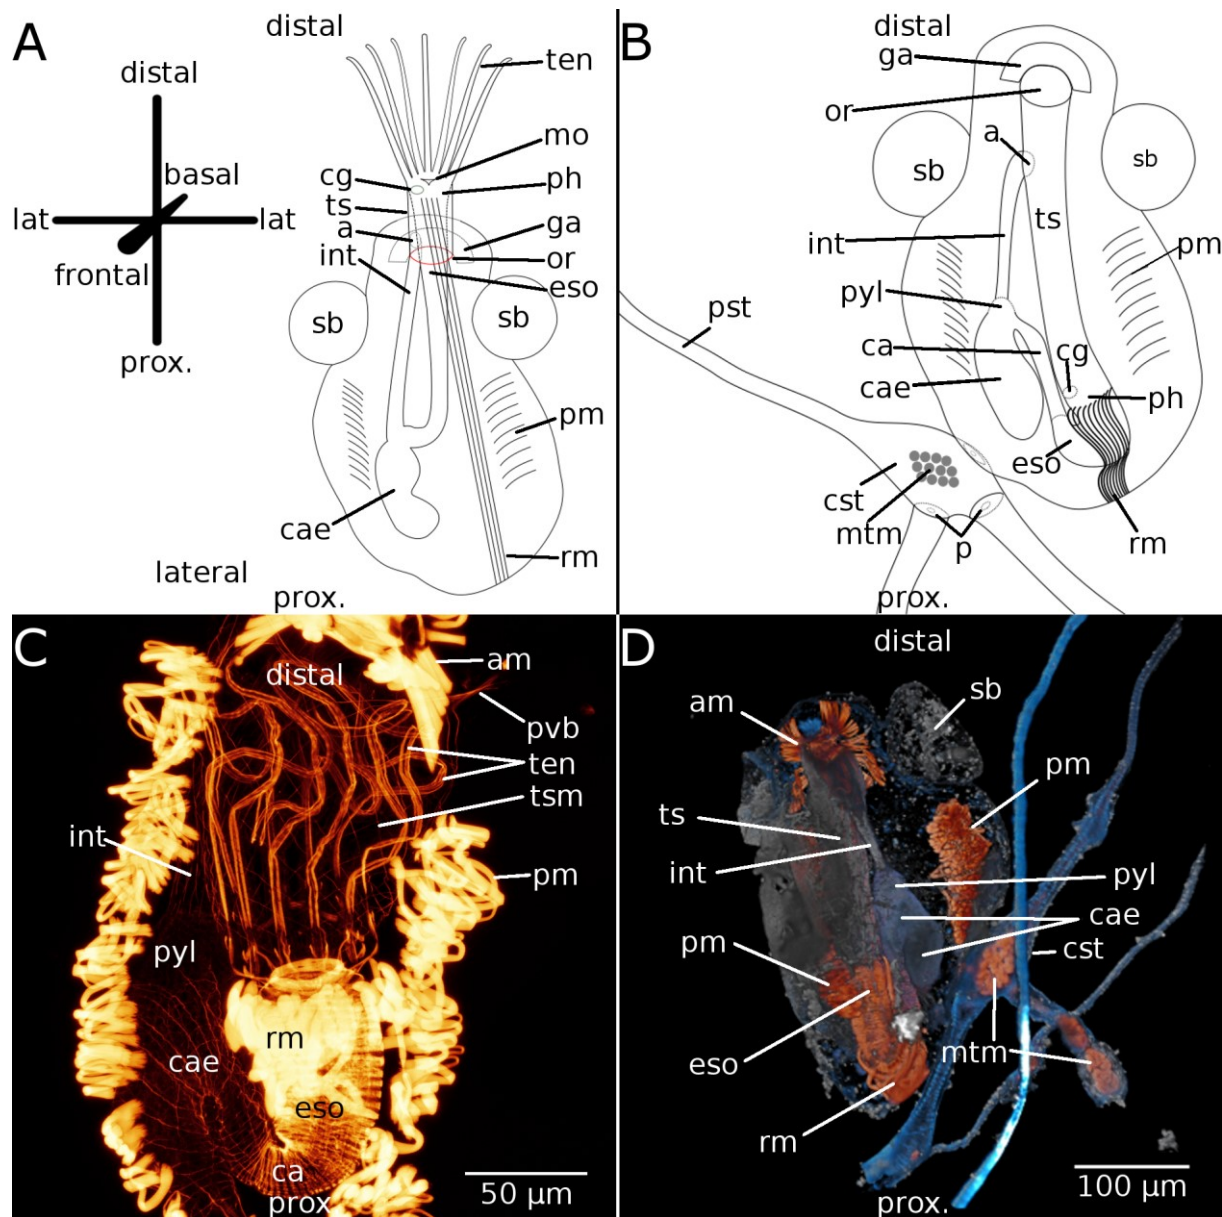 A
distal
distal
ten
mo
basal
cg
ph
lat
lat
ts
ga
a
int
or
frontal
eso
sb
sb
prox.
pm
cae
lateral
rm
prox.
B
distal
ga
or
a
sb
sb
ts
int
pm
pyl
pst
ca
cg
cae
ph
eso
cst
mtm
p
rm
prox.
C
distal
am
pvb
ten
tsm
int
pm
pyl
rm
cae
eso
ca
prox.
50 µm
D
distal
sb
am
pm
ts
int
pyl
cae
pm
cst
eso
mtm
rm
100 µm
prox.